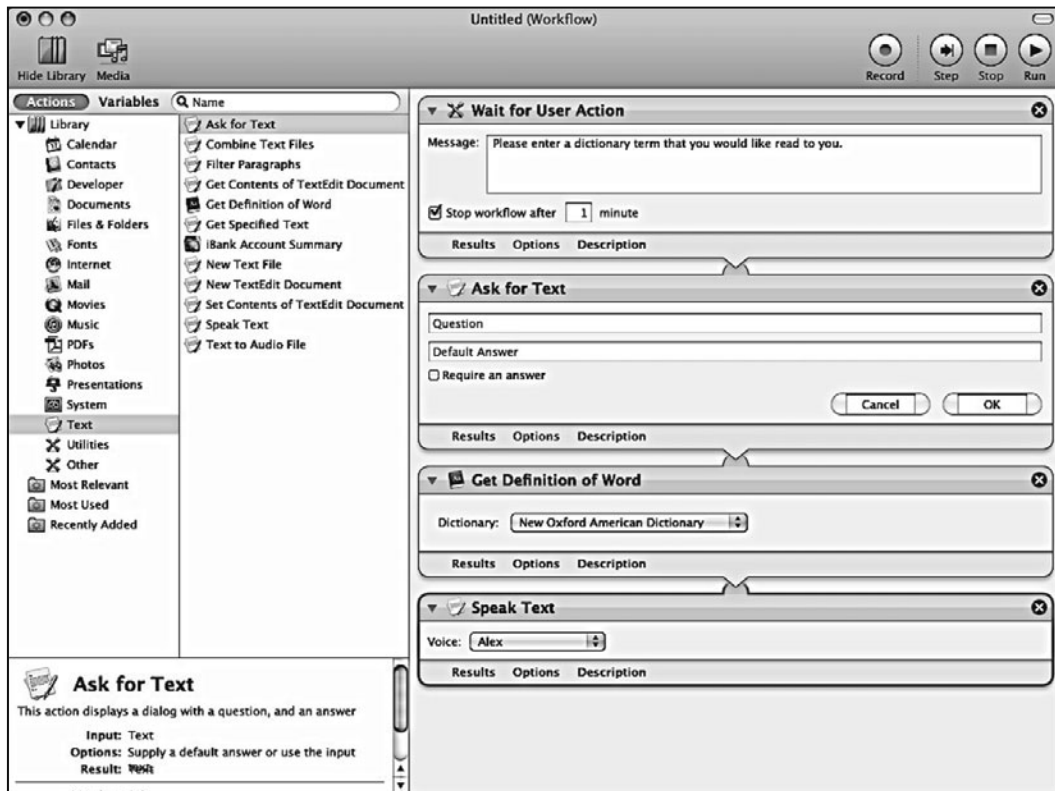 Untitled (Workflow)
Hide Library Media
Record Step Stop Run
Actions Variables Name
Library
Calendar
Contacts
Developer
Documents
Files & Folders
Fonts
Internet
Mail
Movies
Music
PDFs
Photos
Presentations
System
Text
Utilities
Other
Most Relevant
Most Used
Recently Added
Ask for Text
Combine Text Files
Filter Paragraphs
Get Contents of TextEdit Document
Get Definition of Word
Get Specified Text
iBank Account Summary
New Text File
New TextEdit Document
Set Contents of TextEdit Document
Speak Text
Text to Audio File
Ask for Text
This action displays a dialog with a question, and an answer
Input: Text
Options: Supply a default answer or use the input
Result:
Wait for User Action
Message: Please enter a dictionary term that you would like read to you.
Stop workflow after 1 minute
Results Options Description
Ask for Text
Question
Default Answer
Require an answer
Cancel OK
Results Options Description
Get Definition of Word
Dictionary: New Oxford American Dictionary
Results Options Description
Speak Text
Voice: Alex
Results Options Description